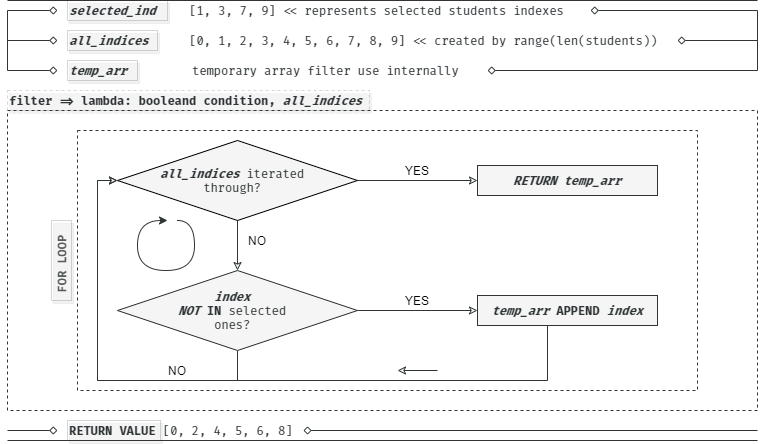 selected_ind [1, 3, 7, 9] << represents selected students indexes
all_indices [0, 1, 2, 3, 4, 5, 6, 7, 8, 9] << created by range(len(students))
temp_arr temporary array filter use internally
filter => lambda: booleand condition, all_indices
all_indices iterated
through?
YES
RETURN temp_arr
NO
FOR LOOP
index
NOT IN selected
ones?
YES
temp_arr APPEND index
NO
RETURN VALUE [0, 2, 4, 5, 6, 8]